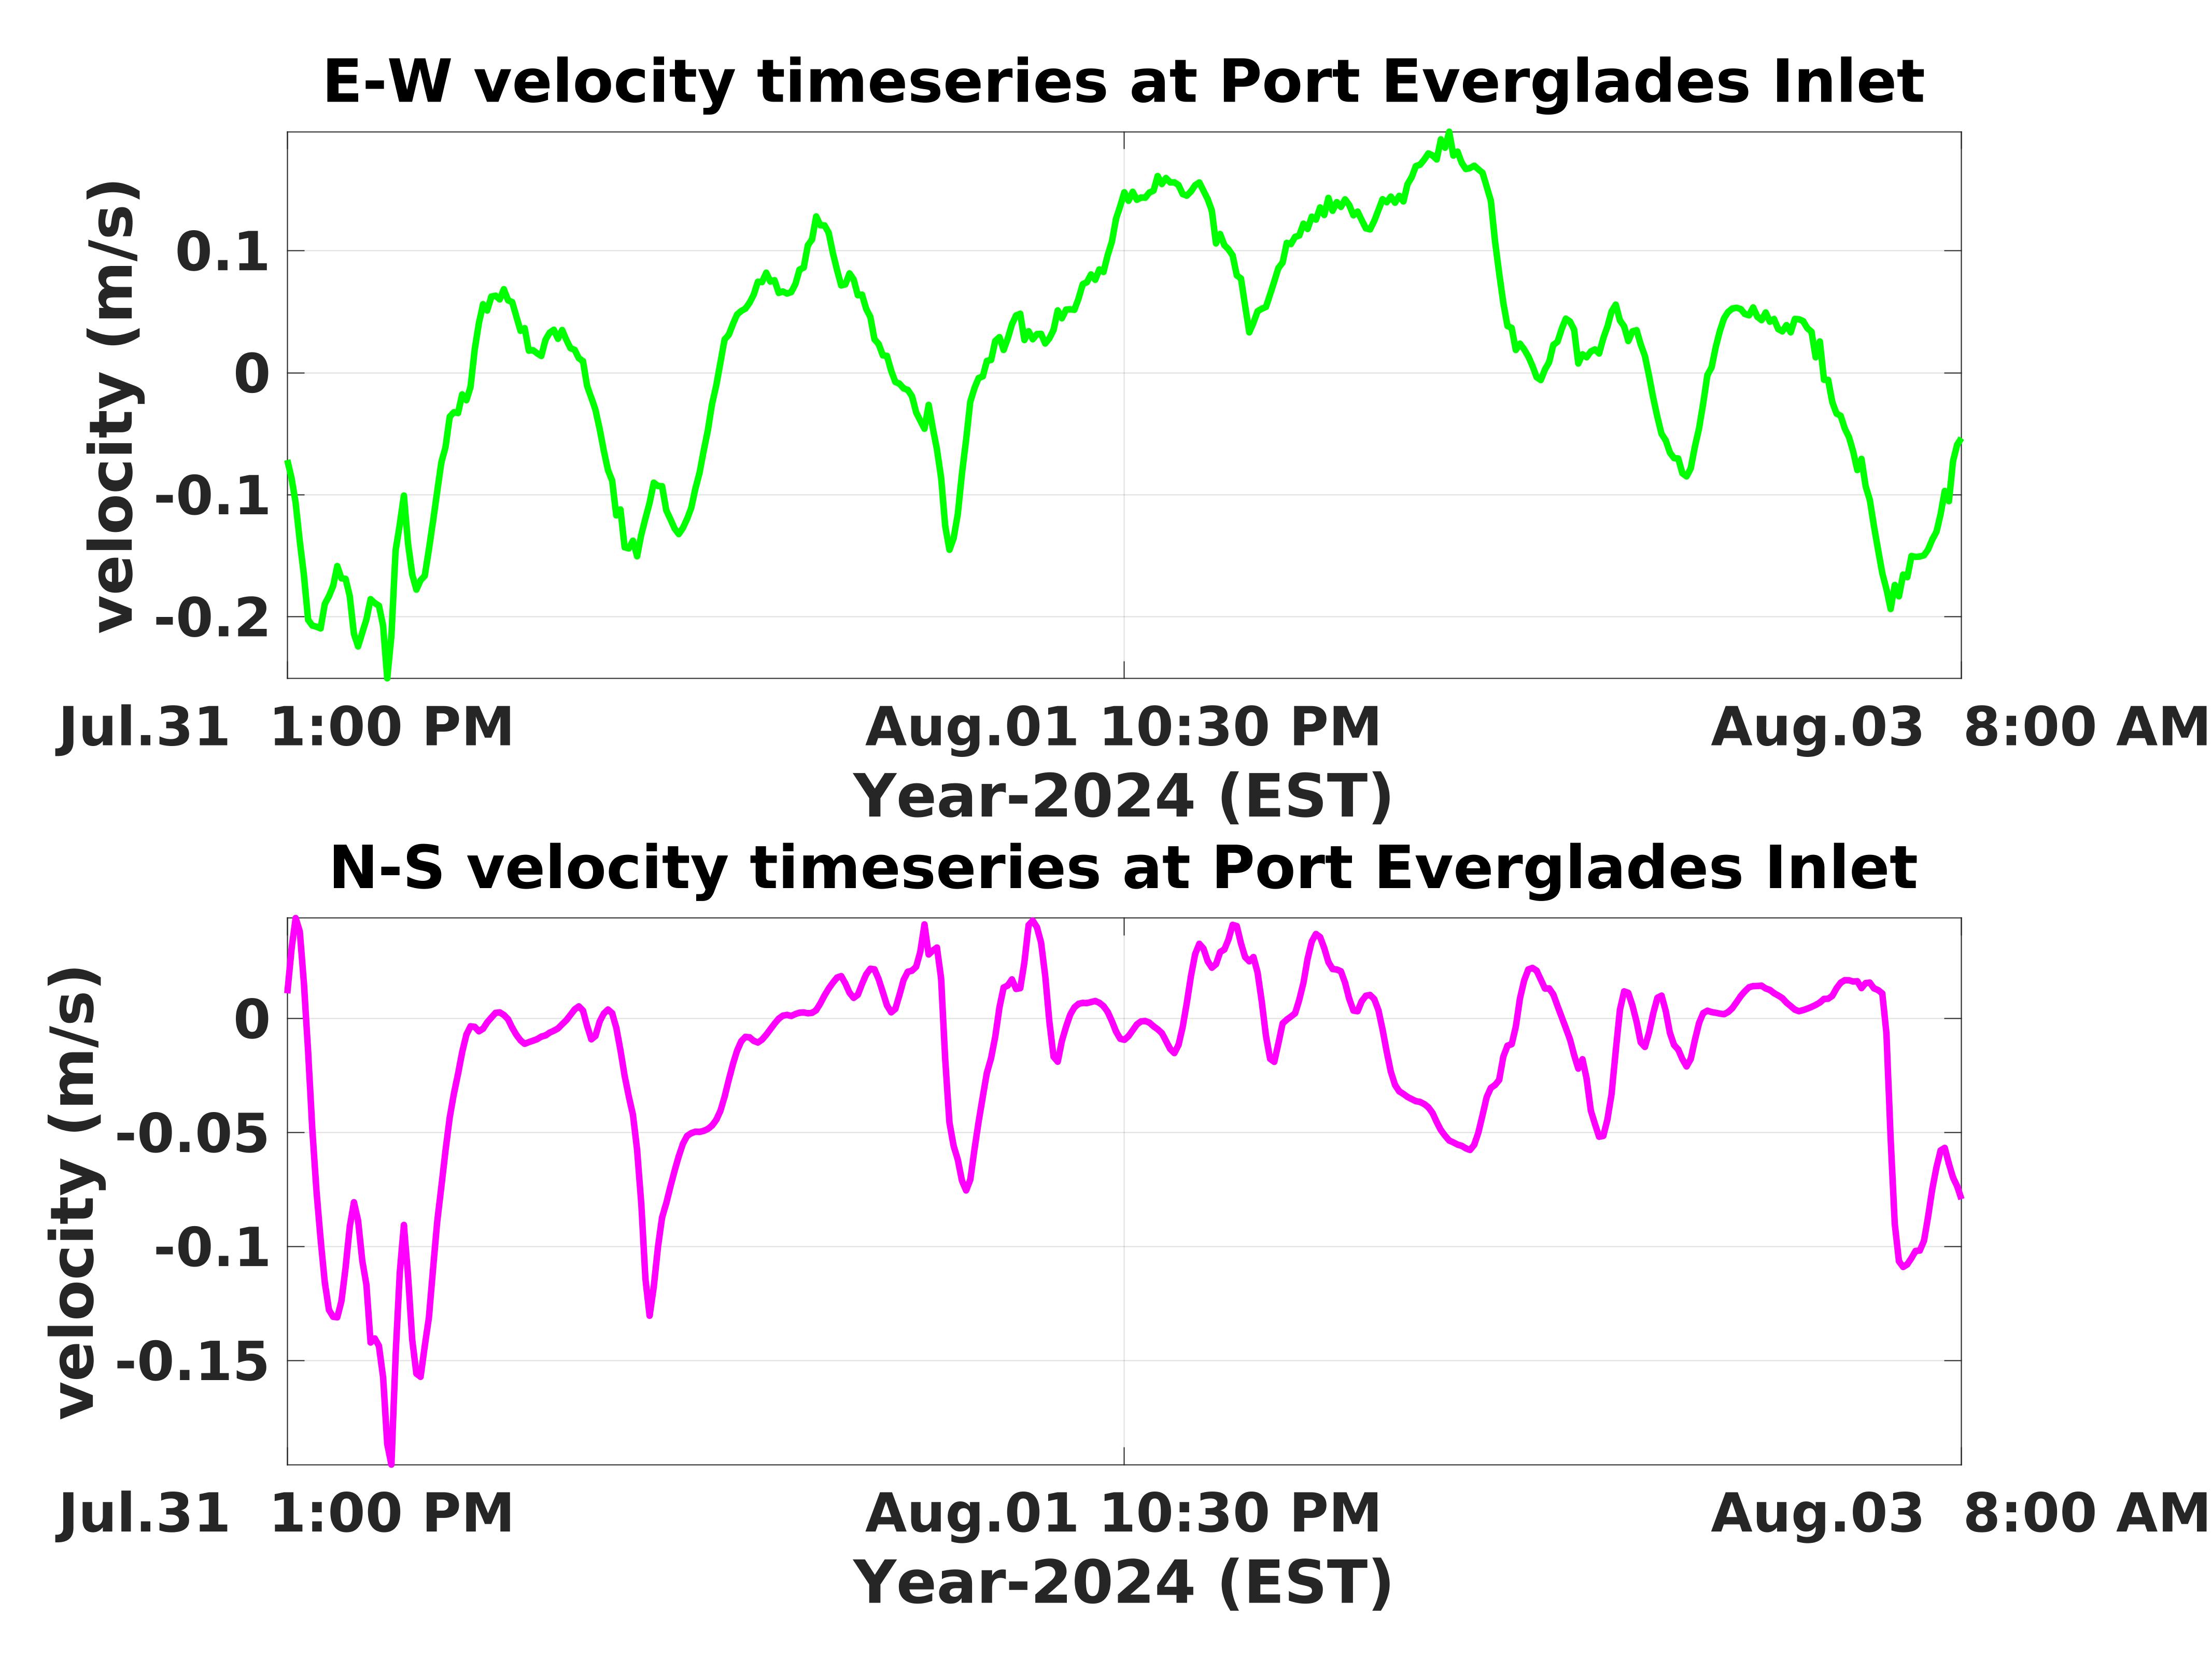 E-W velocity timeseries at Port Everglades Inlet
velocity (m/s)
0.1
0
-0.1
-0.2
Jul.31  1:00 PM
Aug.01 10:30 PM
Aug.03  8:00 AM
Year-2024 (EST)
N-S velocity timeseries at Port Everglades Inlet
velocity (m/s)
0
-0.05
-0.1
-0.15
Jul.31  1:00 PM
Aug.01 10:30 PM
Aug.03  8:00 AM
Year-2024 (EST)